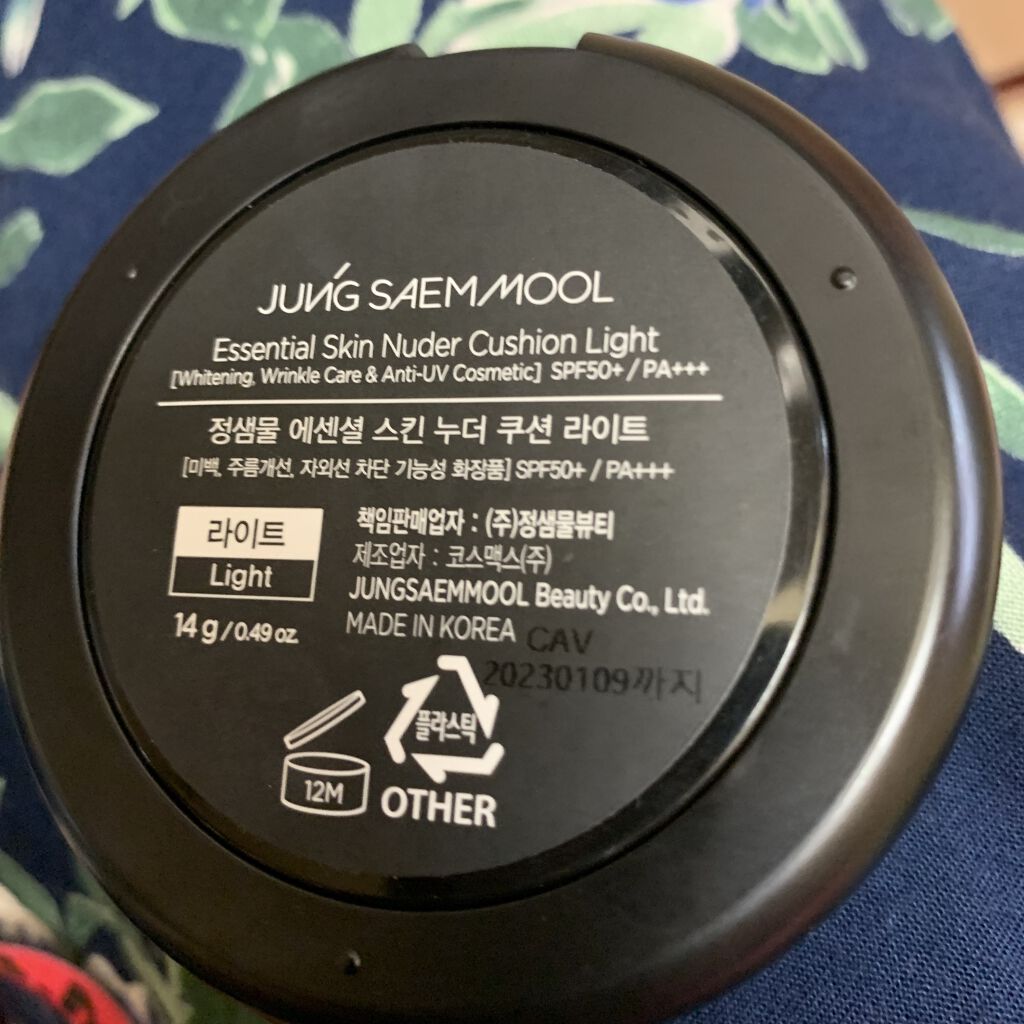 JUNG SAEM MOOL
Essential Skin Nuder Cushion Light
[Whitening, Wrinkle Care & Anti-UV Cosmetic] SPF50+ / PA+++
정샘물 에센셜 스킨 누더 쿠션 라이트
[미백, 주름개선, 자외선 차단 기능성 화장품] SPF50+ / PA+++
라이트
Light
14 g / 0.49 oz.
책임판매업자 : (주)정샘물뷰티
제조업자 : 코스맥스(주)
JUNGSAEMMOOL Beauty Co., Ltd.
MADE IN KOREA
CAV
20230109까지
플라스틱
OTHER
12M